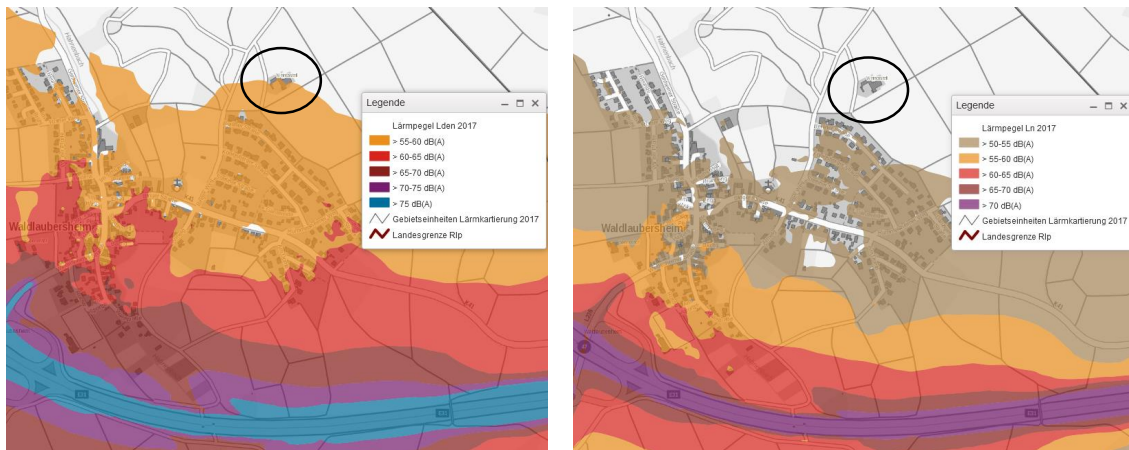 Hahnenbach
Legende
Lärmpegel Lden 2017
> 55-60 dB(A)
> 60-65 dB(A)
> 65-70 dB(A)
> 70-75 dB(A)
> 75 dB(A)
Gebietseinheiten Lärmkartierung 2017
Landesgrenze Rlp
Waldlaubersheim
Hahnenbach
Legende
Lärmpegel Ln 2017
> 50-55 dB(A)
> 55-60 dB(A)
> 60-65 dB(A)
> 65-70 dB(A)
> 70 dB(A)
Gebietseinheiten Lärmkartierung 2017
Landesgrenze Rlp
Waldlaubersheim